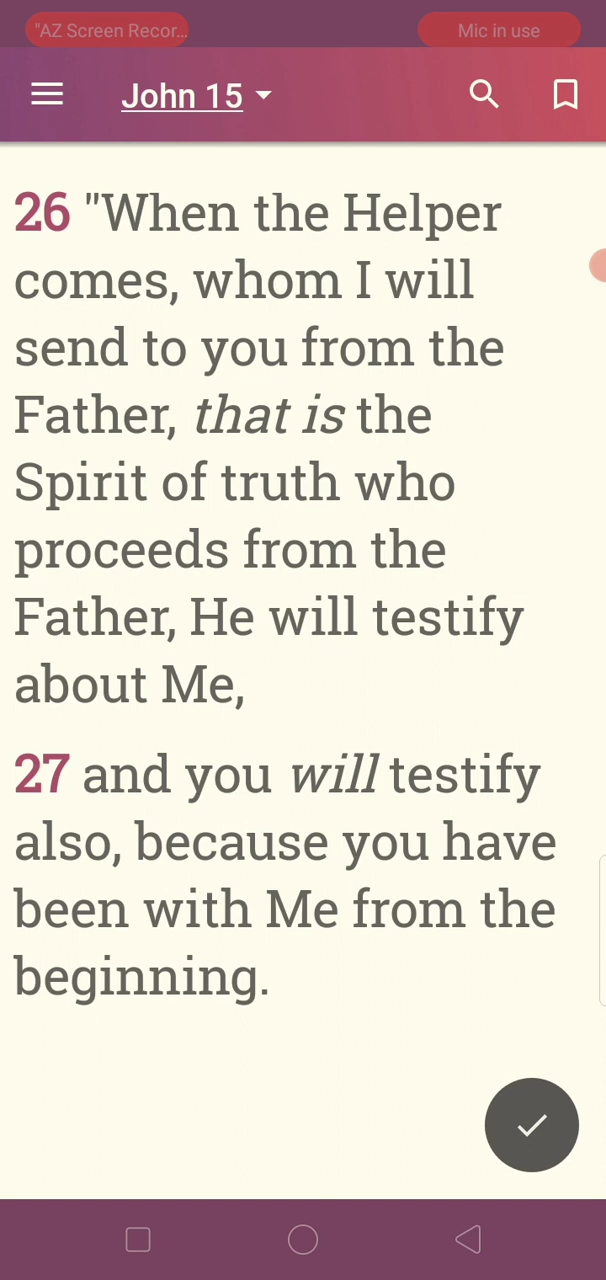 "AZ Screen Recor...
Mic in use
John 15
26 "When the Helper
comes, whom I will
send to you from the
Father, that is the
Spirit of truth who
proceeds from the
Father, He will testify
about Me,
27 and you will testify
also, because you have
been with Me from the
beginning.